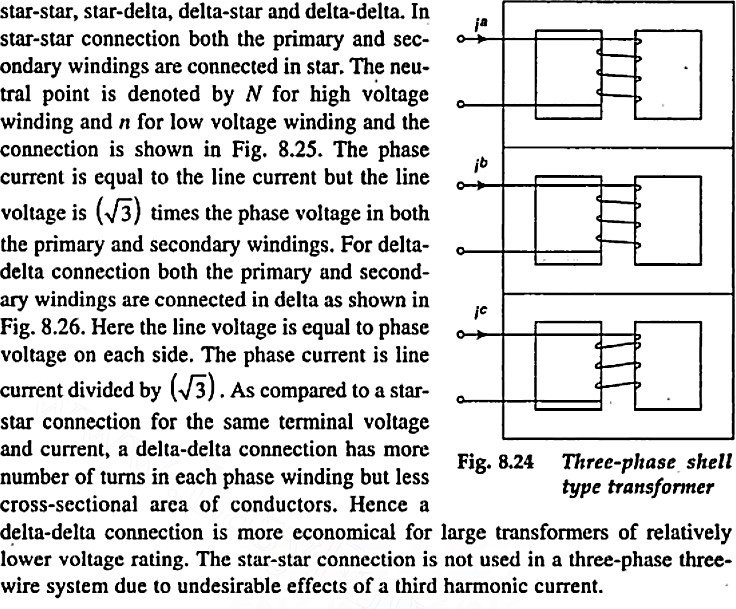 star-star, star-delta, delta-star and delta-delta. In
star-star connection both the primary and sec-
ondary windings are connected in star. The neu-
tral point is denoted by N for high voltage
winding and n for low voltage winding and the
connection is shown in Fig. 8.25. The phase
current is equal to the line current but the line
voltage is (√3) times the phase voltage in both
the primary and secondary windings. For delta-
delta connection both the primary and second-
ary windings are connected in delta as shown in
Fig. 8.26. Here the line voltage is equal to phase
voltage on each side. The phase current is line
current divided by (√3). As compared to a star-
star connection for the same terminal voltage
and current, a delta-delta connection has more
number of turns in each phase winding but less
cross-sectional area of conductors. Hence a
delta-delta connection is more economical for large transformers of relatively
lower voltage rating. The star-star connection is not used in a three-phase three-
wire system due to undesirable effects of a third harmonic current.
jᵃ
jᵇ
jᶜ
Fig. 8.24 Three-phase shell
type transformer